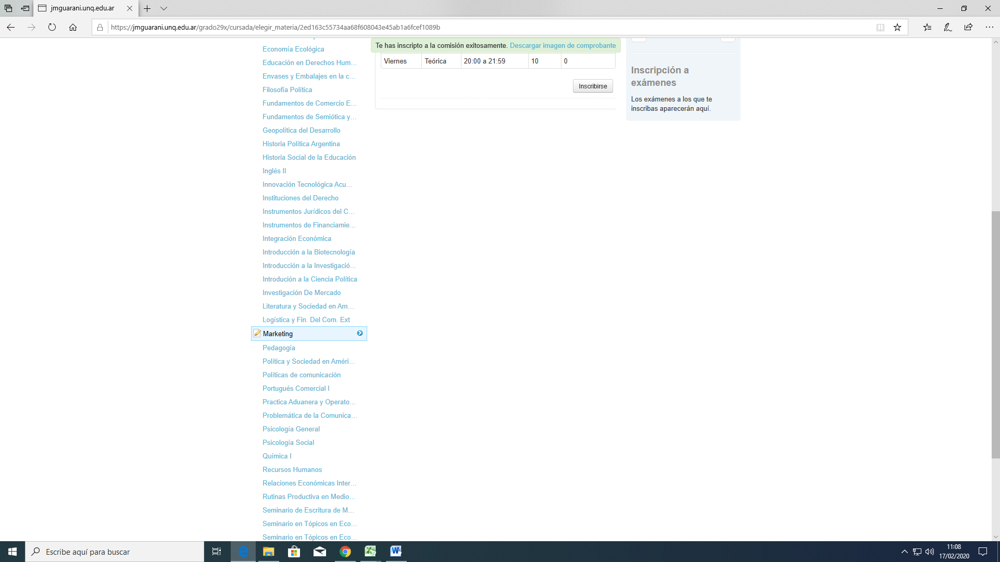 jmguarani.unq.edu.ar
https://jmguarani.unq.edu.ar/grado29x/cursada/elegir_materia/2ed163c55734aa68f608043e45ab1a6fcef1089b
Economía Ecológica
Educación en Derechos Hum...
Envases y Embalajes en la c...
Filosofía Política
Fundamentos de Comercio E...
Fundamentos de Semiótica y...
Geopolítica del Desarrollo
Historia Política Argentina
Historia Social de la Educación
Inglés II
Innovación Tecnológica Acu...
Instituciones del Derecho
Instrumentos Jurídicos del C...
Instrumentos de Financiamie...
Integración Económica
Introducción a la Biotecnología
Introducción a la Investigació...
Introdución a la Ciencia Política
Investigación De Mercado
Literatura y Sociedad en Am...
Logística y Fin. Del Com. Ext
Marketing
Pedagogía
Política y Sociedad en Améri...
Políticas de comunicación
Portugués Comercial I
Practica Aduanera y Operato...
Problemática de la Comunica...
Psicología General
Psicología Social
Química I
Recursos Humanos
Relaciones Económicas Inter...
Rutinas Productiva en Medio...
Seminario de Escritura de M...
Seminario en Tópicos en Eco...
Seminario en Tópicos en Eco...
Te has inscripto a la comisión exitosamente. Descargar imagen de comprobante
Viernes Teórica 20:00 a 21:59 10 0
Inscribirse
Inscripción a
exámenes
Los exámenes a los que te
inscribas aparecerán aquí.
Escribe aquí para buscar
11:08
17/02/2020